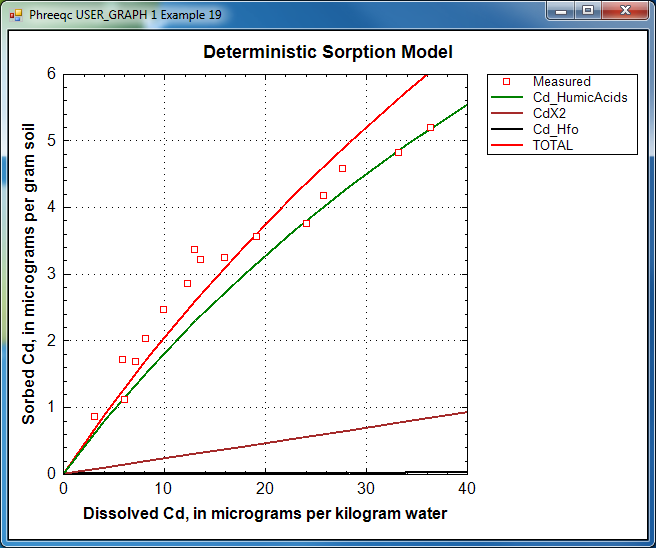 Phreeqc USER_GRAPH 1 Example 19
Deterministic Sorption Model
6
5
4
3
2
1
0
0 10 20 30 40
Sorbed Cd, in micrograms per gram soil
Dissolved Cd, in micrograms per kilogram water
Measured
Cd_HumicAcids
CdX2
Cd_Hfo
TOTAL